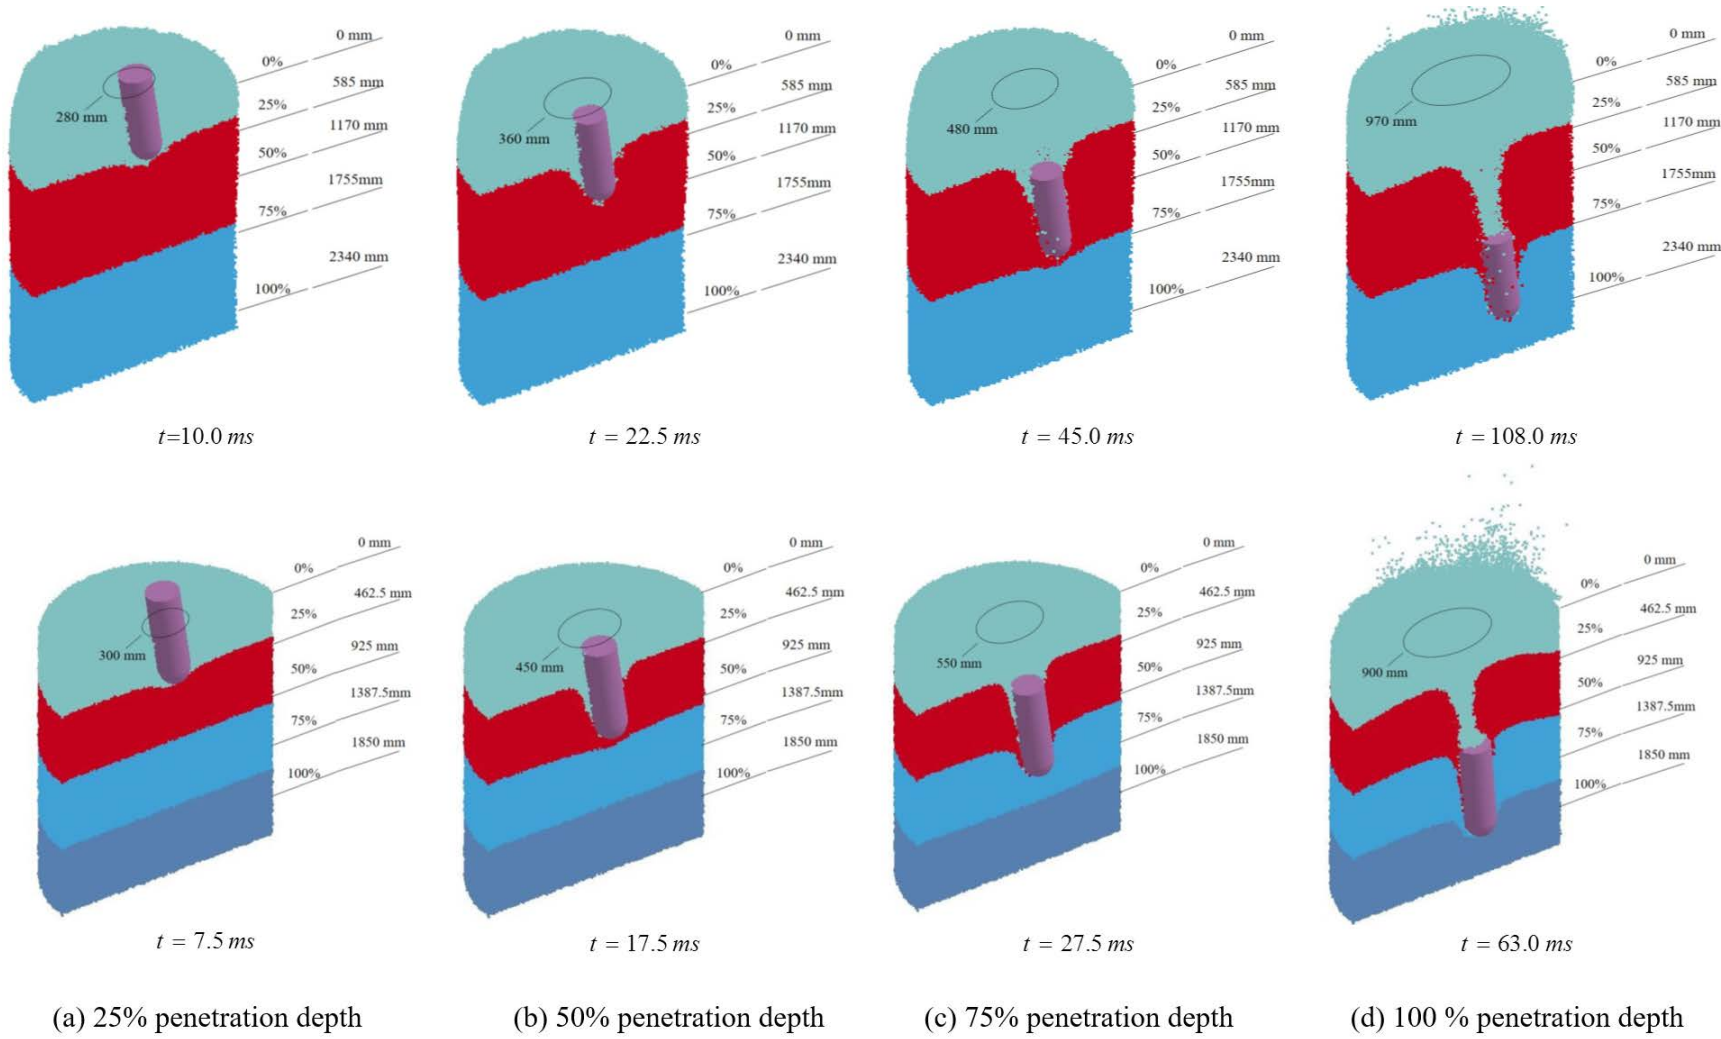 0 mm
0%
585 mm
280 mm
25%
1170 mm
50%
1755mm
75%
2340 mm
100%
t=10.0 ms
0 mm
0%
585 mm
360 mm
25%
1170 mm
50%
1755mm
75%
2340 mm
100%
t = 22.5 ms
0 mm
0%
585 mm
480 mm
25%
1170 mm
50%
1755mm
75%
2340 mm
100%
t = 45.0 ms
0 mm
0%
585 mm
970 mm
25%
1170 mm
50%
1755mm
75%
2340 mm
100%
t = 108.0 ms
0 mm
0%
462.5 mm
25%
300 mm
925 mm
50%
1387.5mm
75%
1850 mm
100%
t = 7.5 ms
0 mm
0%
462.5 mm
25%
450 mm
925 mm
50%
1387.5mm
75%
1850 mm
100%
t = 17.5 ms
0 mm
0%
462.5 mm
25%
550 mm
925 mm
50%
1387.5mm
75%
1850 mm
100%
t = 27.5 ms
0 mm
0%
462.5 mm
25%
900 mm
925 mm
50%
1387.5mm
75%
1850 mm
100%
t = 63.0 ms
(a) 25% penetration depth
(b) 50% penetration depth
(c) 75% penetration depth
(d) 100 % penetration depth